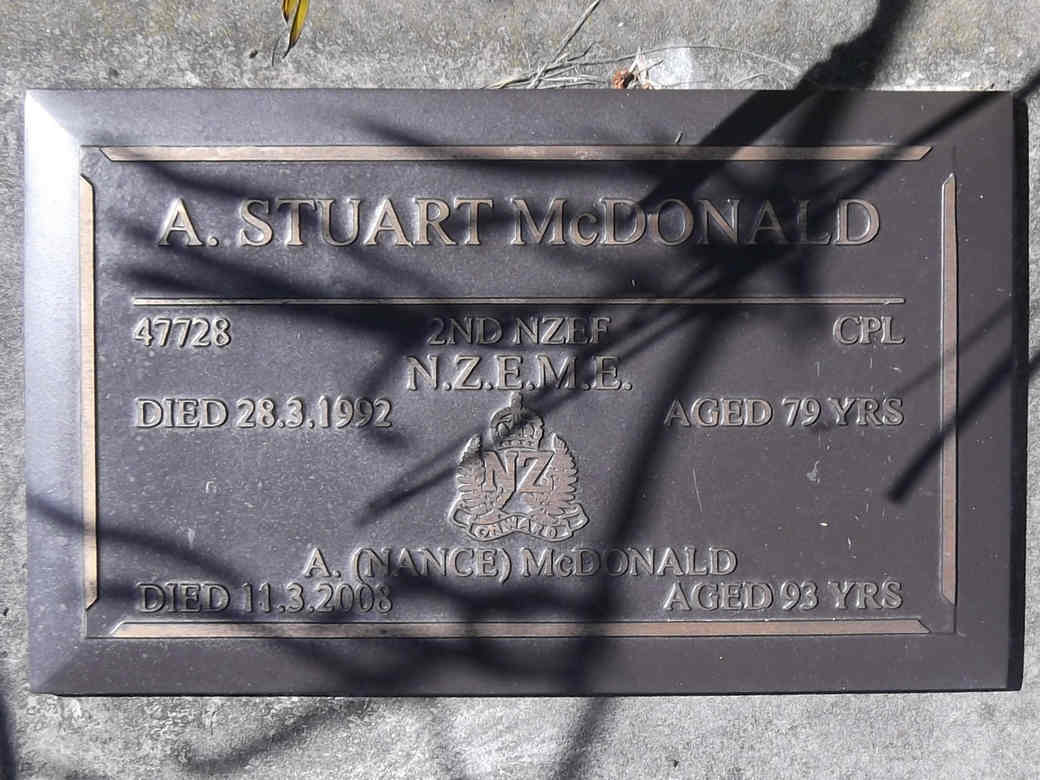 A. STUART McDONALD
47728 2ND NZEF CPL
N.Z.E.M.E.
DIED 28.3.1992 AGED 79 YRS
NZ
ONWARD
A. (NANCE) McDONALD
DIED 11.3.2008 AGED 93 YRS